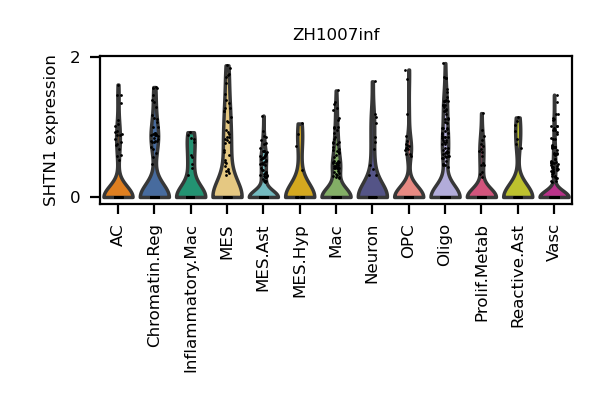 ZH1007inf
SHTN1 expression
2
0
AC
Chromatin.Reg
Inflammatory.Mac
MES
MES.Ast
MES.Hyp
Mac
Neuron
OPC
Oligo
Prolif.Metab
Reactive.Ast
Vasc